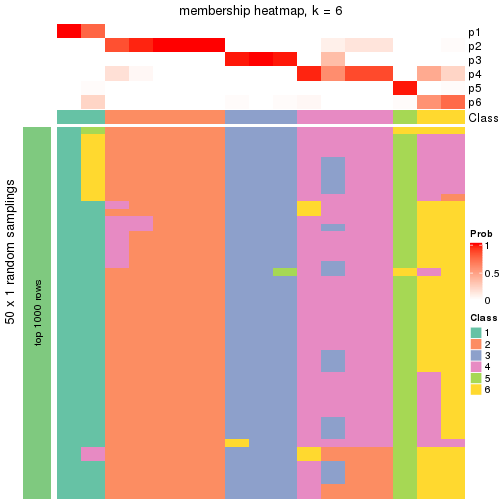 membership heatmap, k = 6
p1
p2
p3
p4
p5
p6
Class
50 x 1 random samplings
top 1000 rows
Prob
1
0.5
0
Class
1
2
3
4
5
6